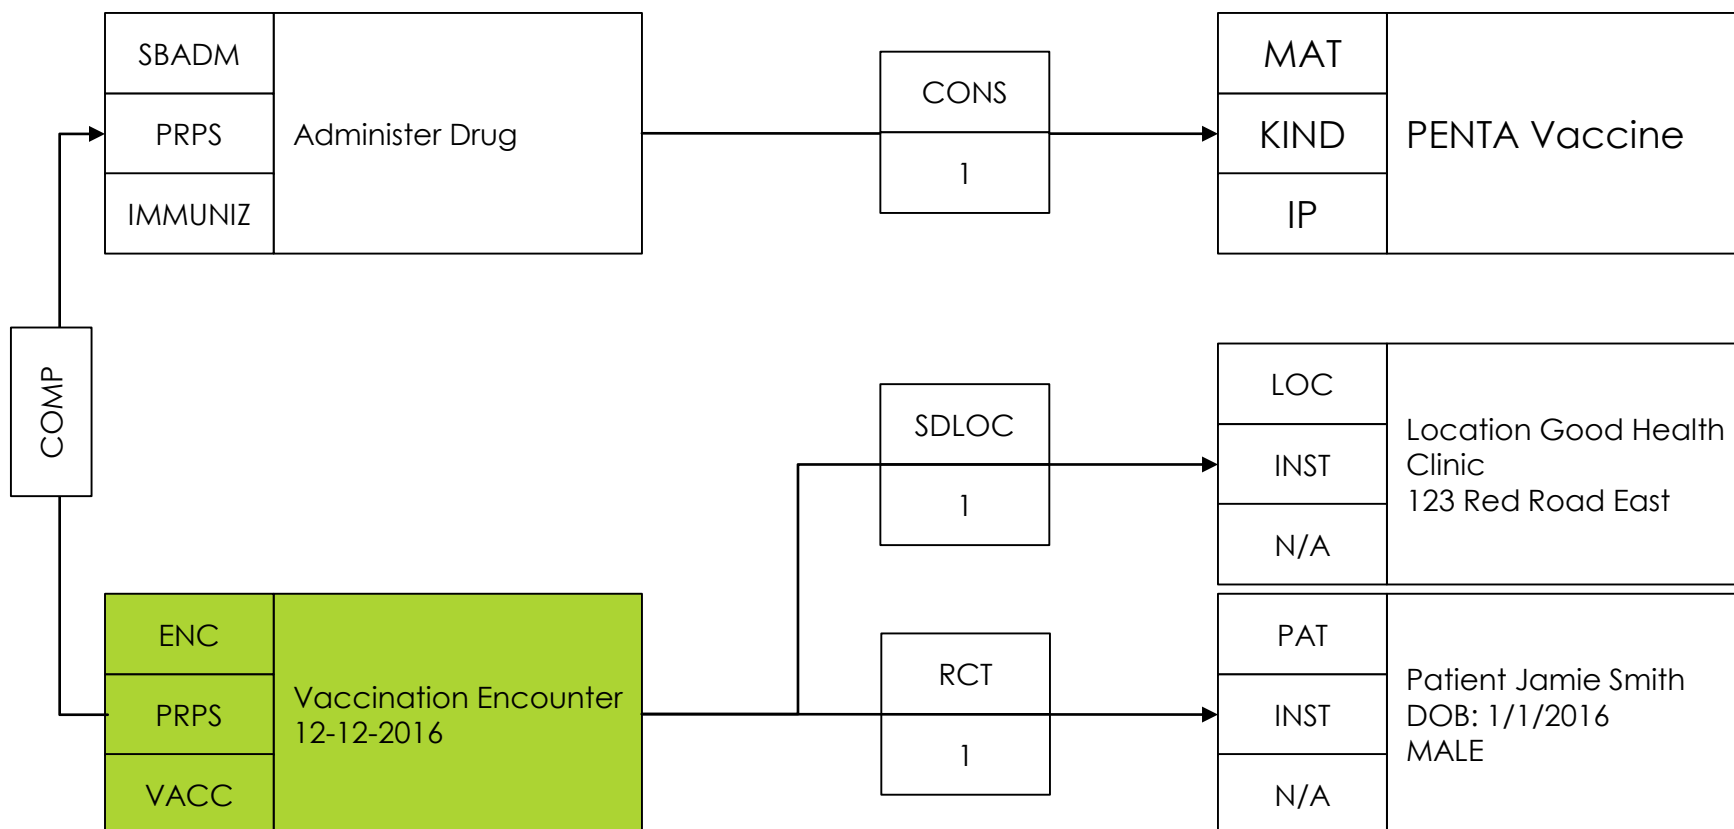 SBADM
PRPS
IMMUNIZ
Administer Drug
CONS
1
MAT
KIND
IP
PENTA Vaccine
COMP
SDLOC
1
LOC
INST
N/A
Location Good Health
Clinic
123 Red Road East
ENC
PRPS
VACC
Vaccination Encounter
12-12-2016
RCT
1
PAT
INST
N/A
Patient Jamie Smith
DOB: 1/1/2016
MALE